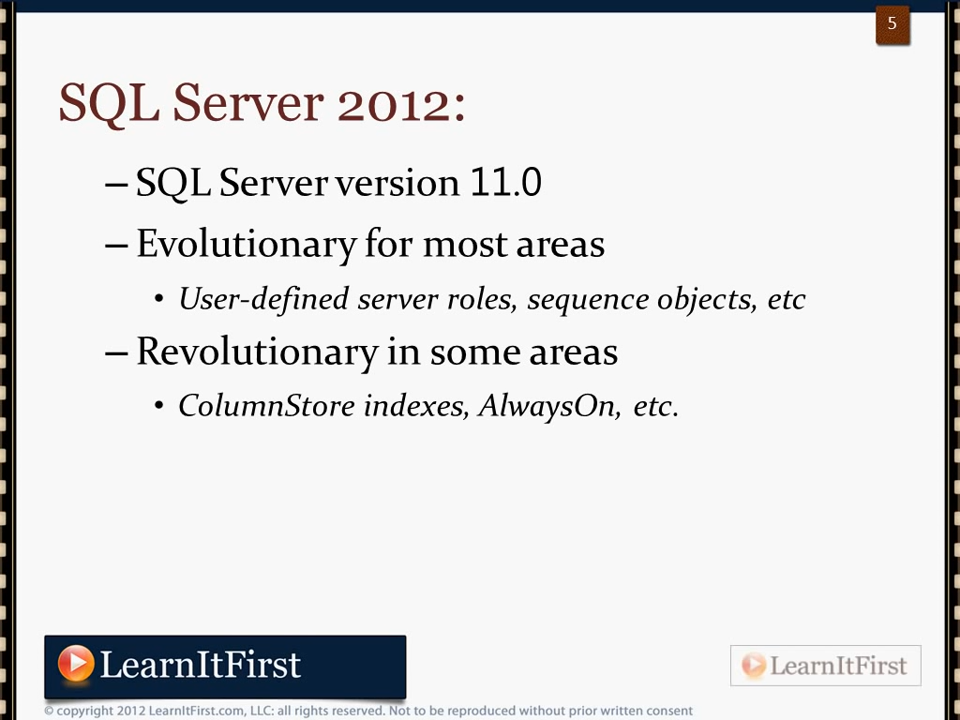 5
SQL Server 2012:
– SQL Server version 11.0
– Evolutionary for most areas
• User-defined server roles, sequence objects, etc
– Revolutionary in some areas
• ColumnStore indexes, AlwaysOn, etc.
LearnItFirst
LearnItFirst
© copyright 2012 LearnItFirst.com, LLC: all rights reserved. Not to be reproduced without prior written consent